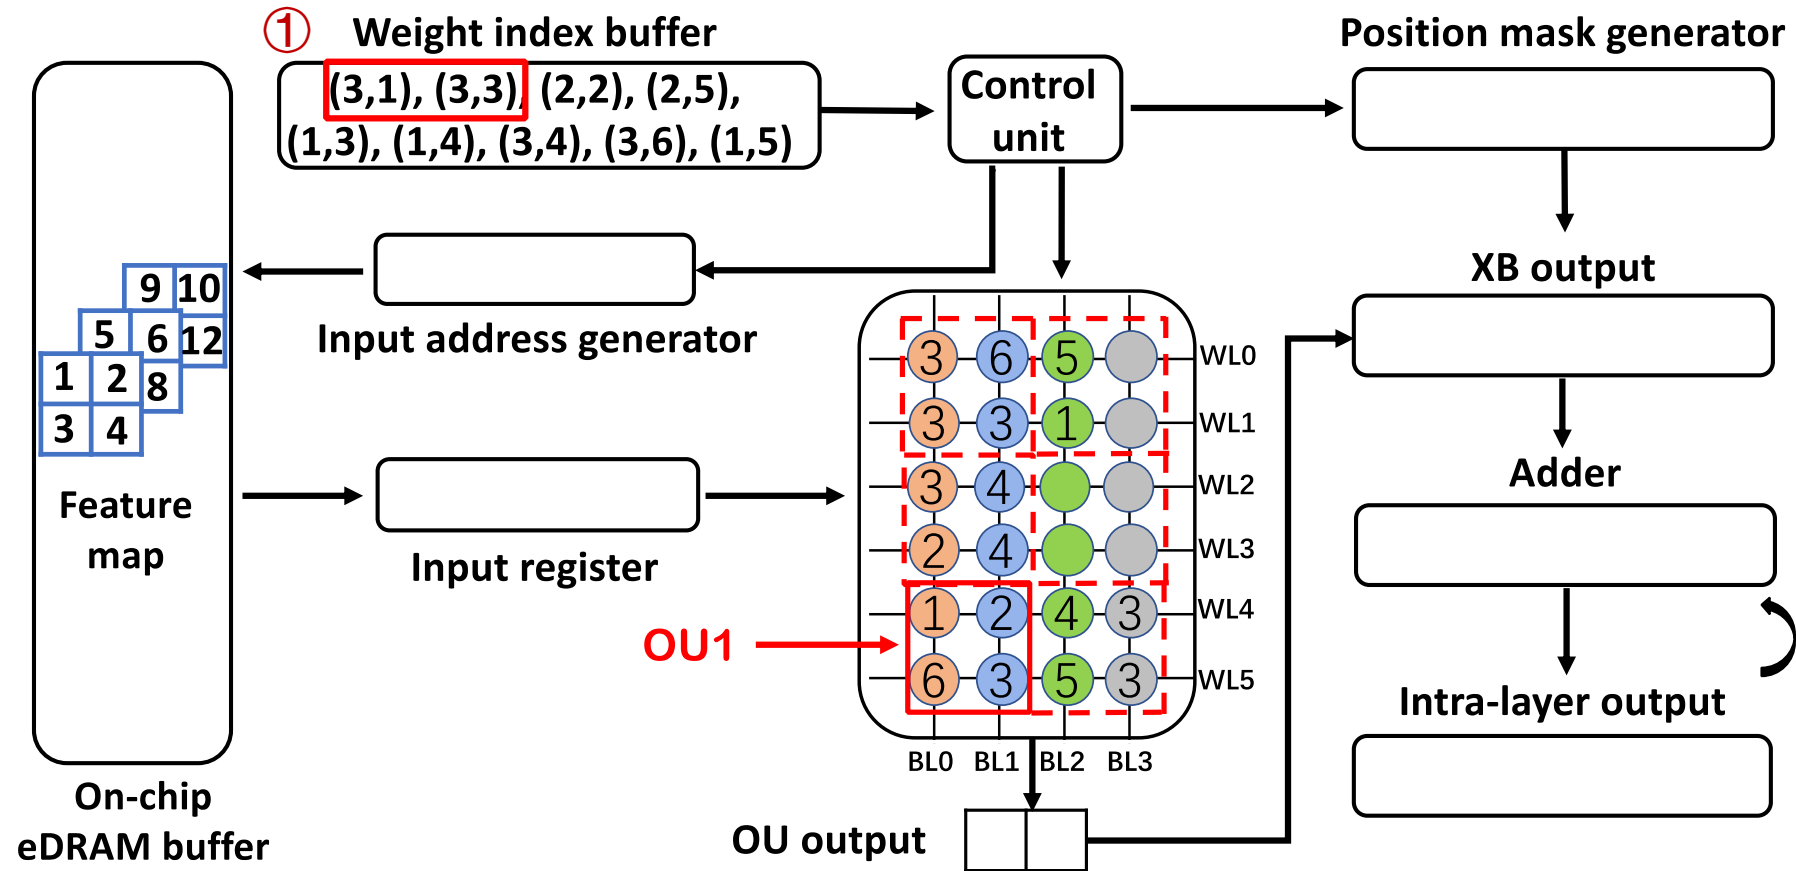 ① Weight index buffer
(3,1), (3,3), (2,2), (2,5),
(1,3), (1,4), (3,4), (3,6), (1,5)
Control
unit
Position mask generator
XB output
Adder
Intra-layer output
Input address generator
Input register
9 10
5 6 12
1 2 8
3 4
Feature
map
On-chip
eDRAM buffer
3 6 5 WL0
3 3 1 WL1
3 4 WL2
2 4 WL3
1 2 4 3 WL4
6 3 5 3 WL5
OU1
BL0 BL1 BL2 BL3
OU output